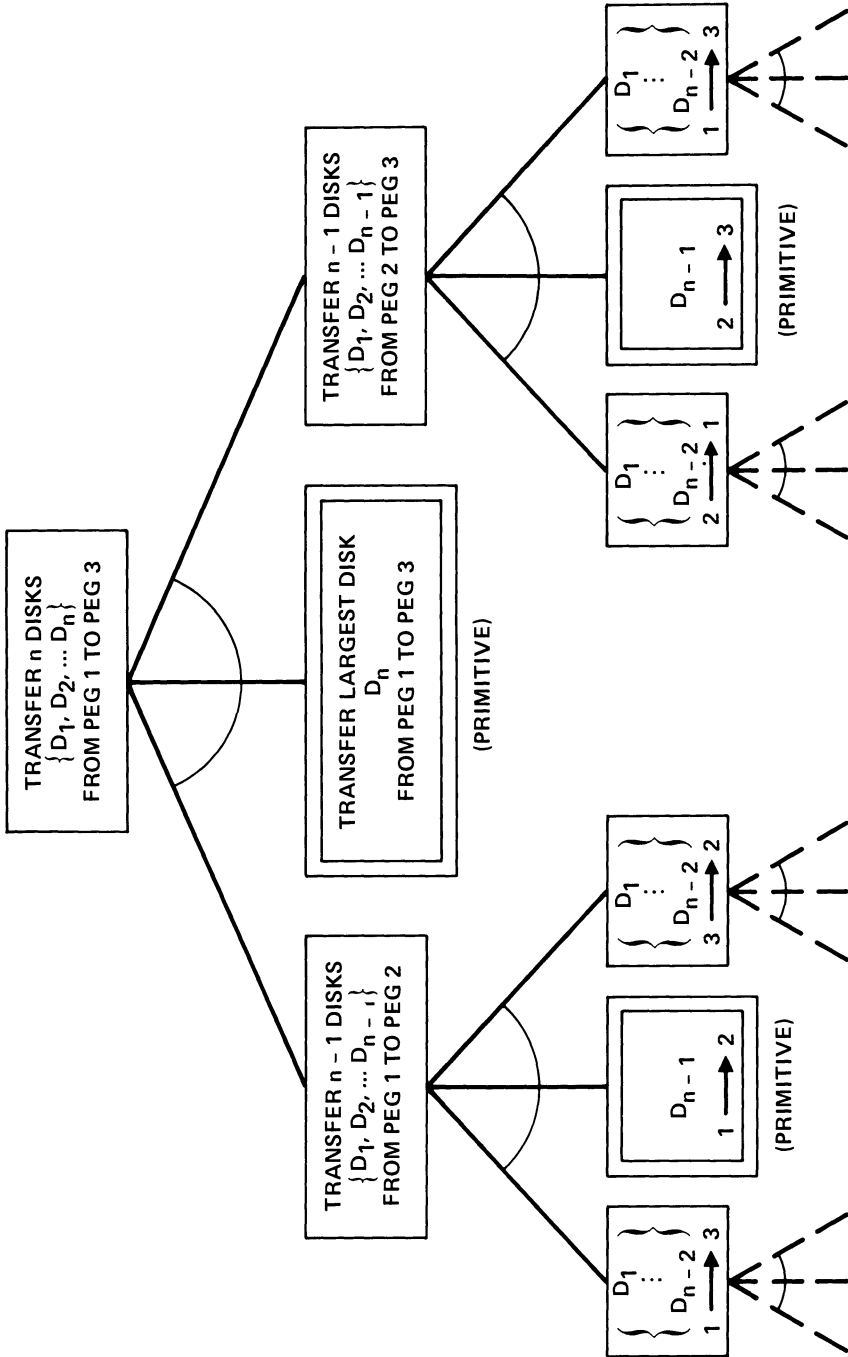 TRANSFER n DISKS
{D1, D2, ... Dn}
FROM PEG 1 TO PEG 3
TRANSFER n – 1 DISKS
{D1, D2, ... Dn – 1}
FROM PEG 1 TO PEG 2
TRANSFER LARGEST DISK
Dn
FROM PEG 1 TO PEG 3
(PRIMITIVE)
TRANSFER n – 1 DISKS
{D1, D2, ... Dn – 1}
FROM PEG 2 TO PEG 3
{ D1
⋮
Dn – 2 }
1 → 3
Dn – 1
1 → 2
(PRIMITIVE)
{ D1
⋮
Dn – 2 }
3 → 2
{ D1
⋮
Dn – 2 }
2 → 1
Dn – 1
2 → 3
(PRIMITIVE)
{ D1
⋮
Dn – 2 }
1 → 3